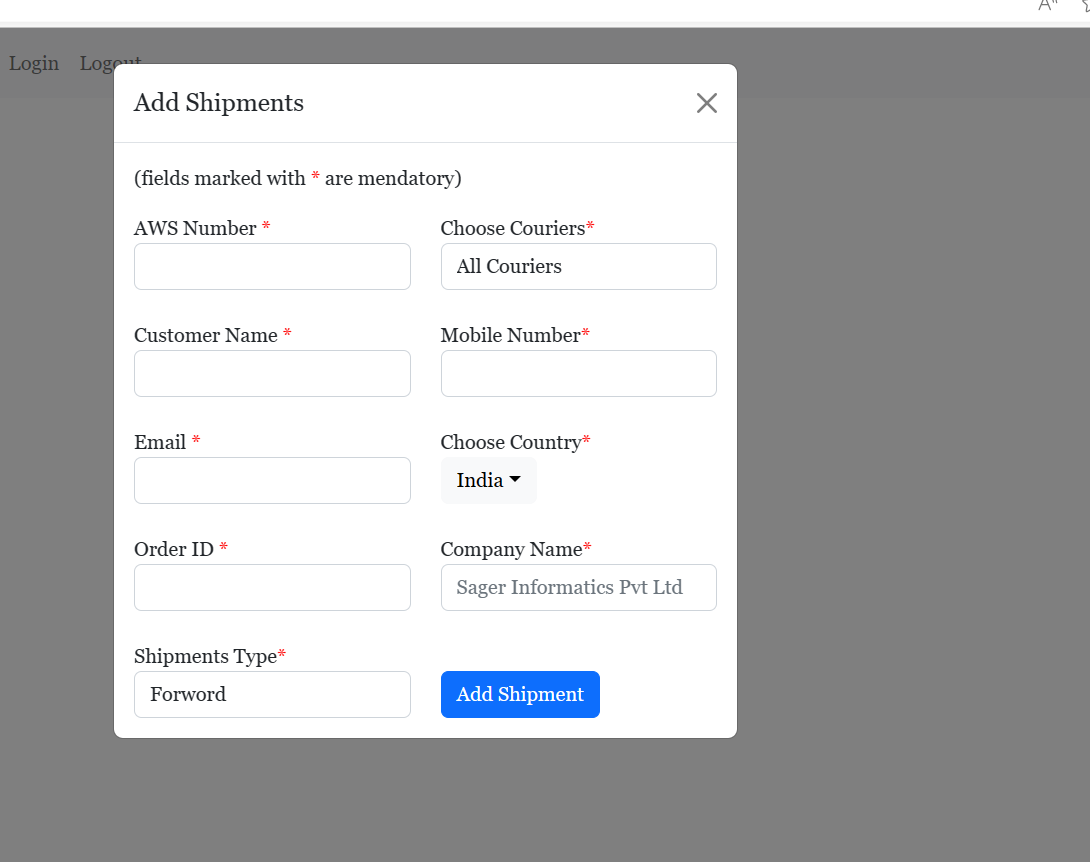 Login Logout
Add Shipments
(fields marked with * are mendatory)
AWS Number *
Choose Couriers*
All Couriers
Customer Name *
Mobile Number*
Email *
Choose Country*
India
Order ID *
Company Name*
Sager Informatics Pvt Ltd
Shipments Type*
Forword
Add Shipment